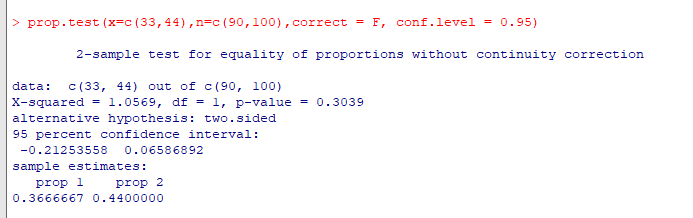 > prop.test(x=c(33,44),n=c(90,100),correct = F, conf.level = 0.95)
2-sample test for equality of proportions without continuity correction
data:  c(33, 44) out of c(90, 100)
X-squared = 1.0569, df = 1, p-value = 0.3039
alternative hypothesis: two.sided
95 percent confidence interval:
-0.21253558  0.06586892
sample estimates:
prop 1    prop 2
0.3666667 0.4400000